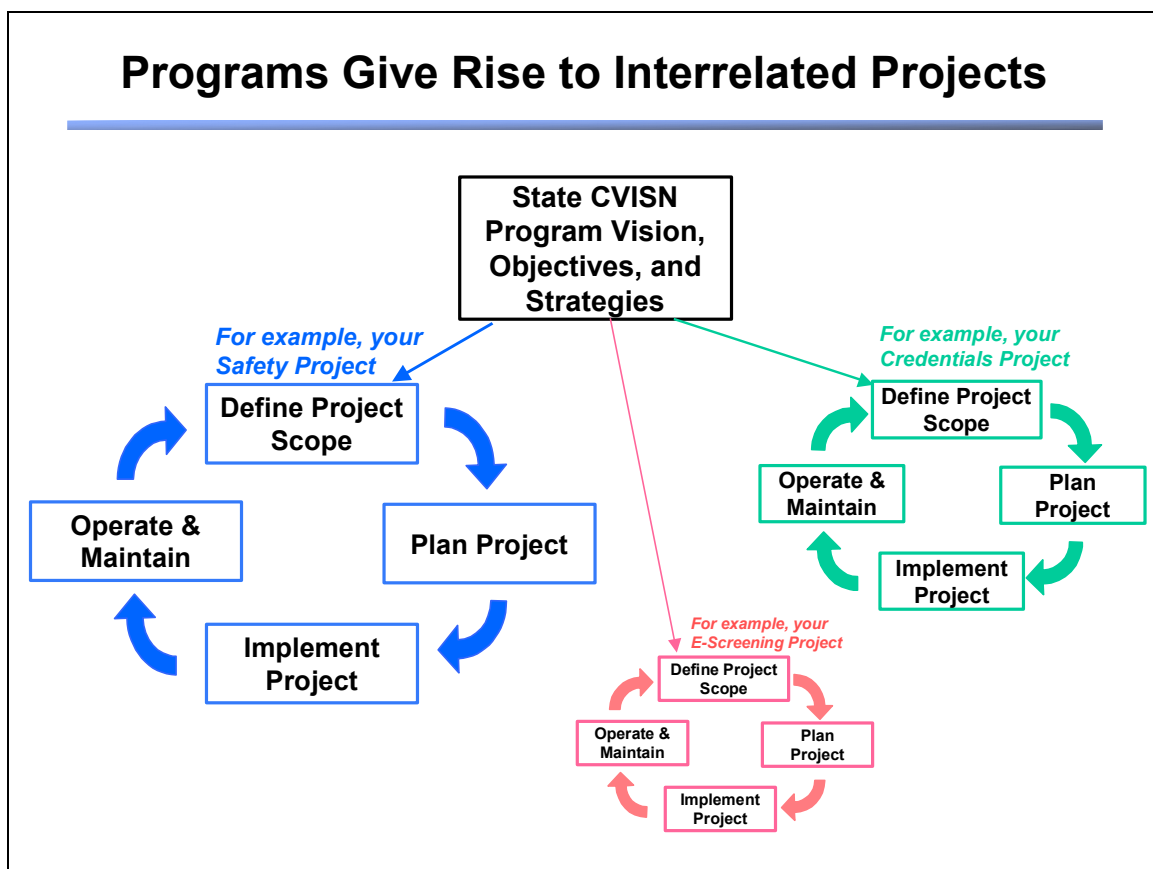 Programs Give Rise to Interrelated Projects
State CVISN
Program Vision,
Objectives, and
Strategies
For example, your
Safety Project
Define Project
Scope
Plan Project
Implement
Project
Operate &
Maintain
For example, your
Credentials Project
Define Project
Scope
Plan
Project
Implement
Project
Operate &
Maintain
For example, your
E-Screening Project
Define Project
Scope
Plan
Project
Implement
Project
Operate &
Maintain